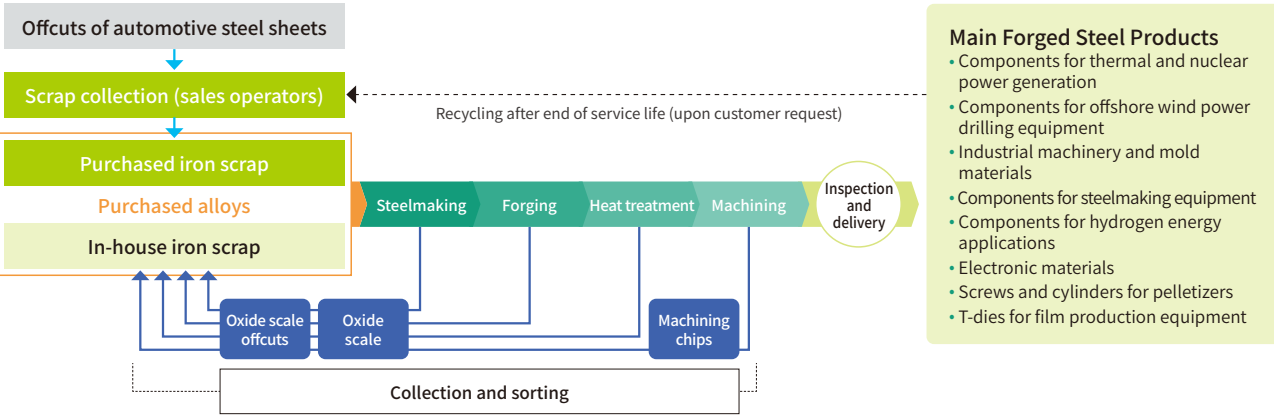 Offcuts of automotive steel sheets
Scrap collection (sales operators)
Purchased iron scrap
Purchased alloys
In-house iron scrap
Recycling after end of service life (upon customer request)
Steelmaking
Forging
Heat treatment
Machining
Inspection
and
delivery
Oxide scale
offcuts
Oxide
scale
Machining
chips
Collection and sorting
Main Forged Steel Products
• Components for thermal and nuclear
power generation
• Components for offshore wind power
drilling equipment
• Industrial machinery and mold
materials
• Components for steelmaking equipment
• Components for hydrogen energy
applications
• Electronic materials
• Screws and cylinders for pelletizers
• T-dies for film production equipment